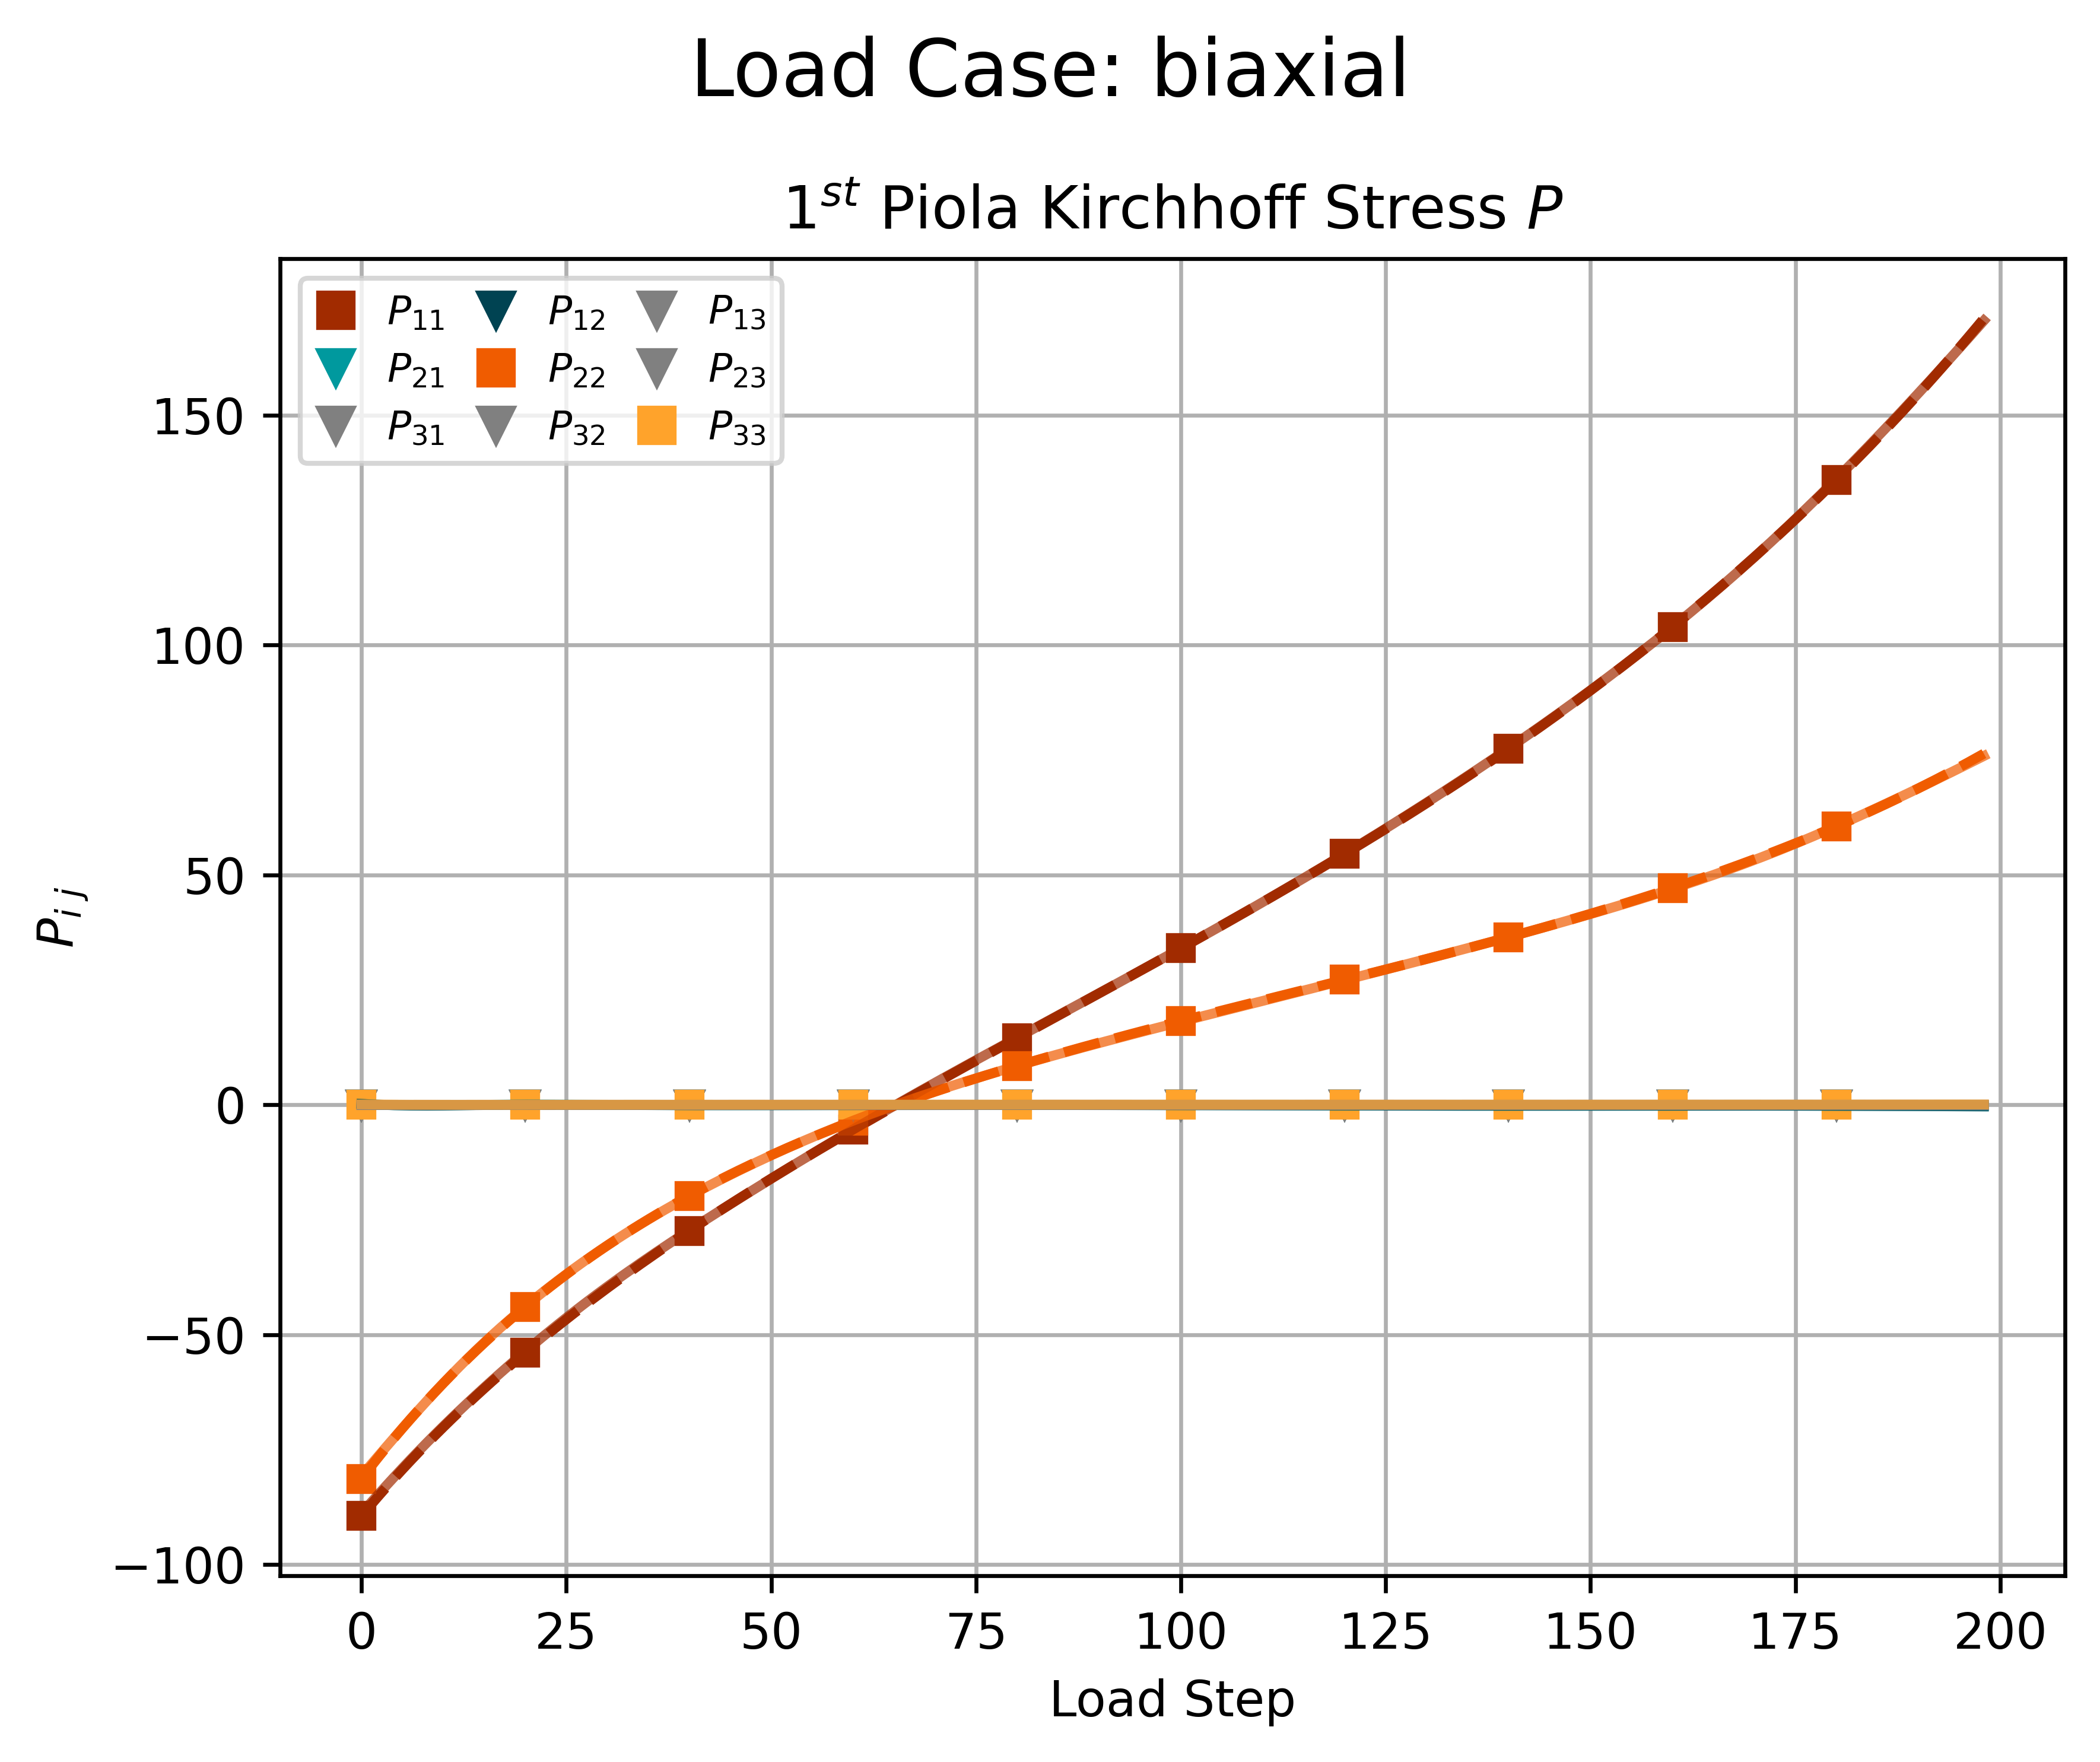 Load Case: biaxial
1st Piola Kirchhoff Stress P
P11 P12 P13
P21 P22 P23
P31 P32 P33
150
100
50
0
−50
−100
Pi j
0 25 50 75 100 125 150 175 200
Load Step